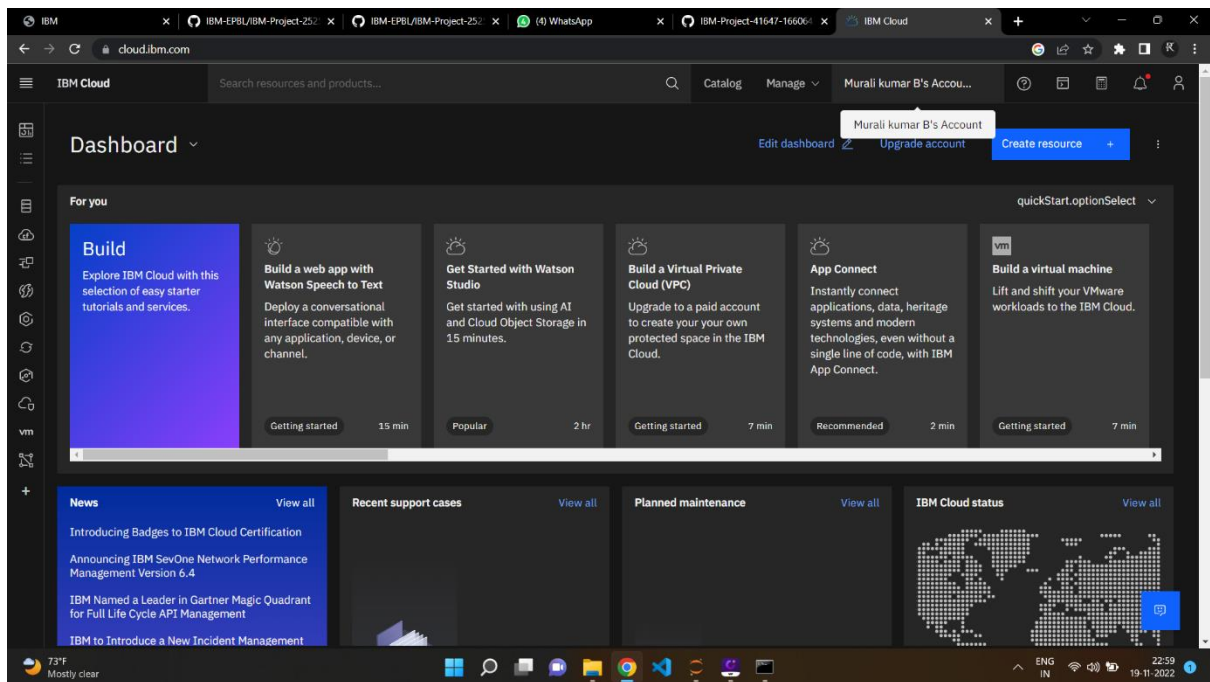 IBM
IBM-EPBL/IBM-Project-252
IBM-EPBL/IBM-Project-252
(4) WhatsApp
IBM-Project-41647-16606
IBM Cloud
cloud.ibm.com
IBM Cloud
Search resources and products...
Catalog
Manage
Murali kumar B's Accou...
Murali kumar B's Account
Dashboard
Edit dashboard
Upgrade account
Create resource +
For you
quickStart.optionSelect
Build
Explore IBM Cloud with this
selection of easy starter
tutorials and services.
Build a web app with
Watson Speech to Text
Deploy a conversational
interface compatible with
any application, device, or
channel.
Getting started 15 min
Get Started with Watson
Studio
Get started with using AI
and Cloud Object Storage in
15 minutes.
Popular 2 hr
Build a Virtual Private
Cloud (VPC)
Upgrade to a paid account
to create your your own
protected space in the IBM
Cloud.
Getting started 7 min
App Connect
Instantly connect
applications, data, heritage
systems and modern
technologies, even without a
single line of code, with IBM
App Connect.
Recommended 2 min
vm
Build a virtual machine
Lift and shift your VMware
workloads to the IBM Cloud.
Getting started 7 min
vm
News View all
Introducing Badges to IBM Cloud Certification
Announcing IBM SevOne Network Performance
Management Version 6.4
IBM Named a Leader in Gartner Magic Quadrant
for Full Life Cycle API Management
IBM to Introduce a New Incident Management
Recent support cases View all
Planned maintenance View all
IBM Cloud status View all
73°F
Mostly clear
ENG
IN
22:59
19-11-2022
1